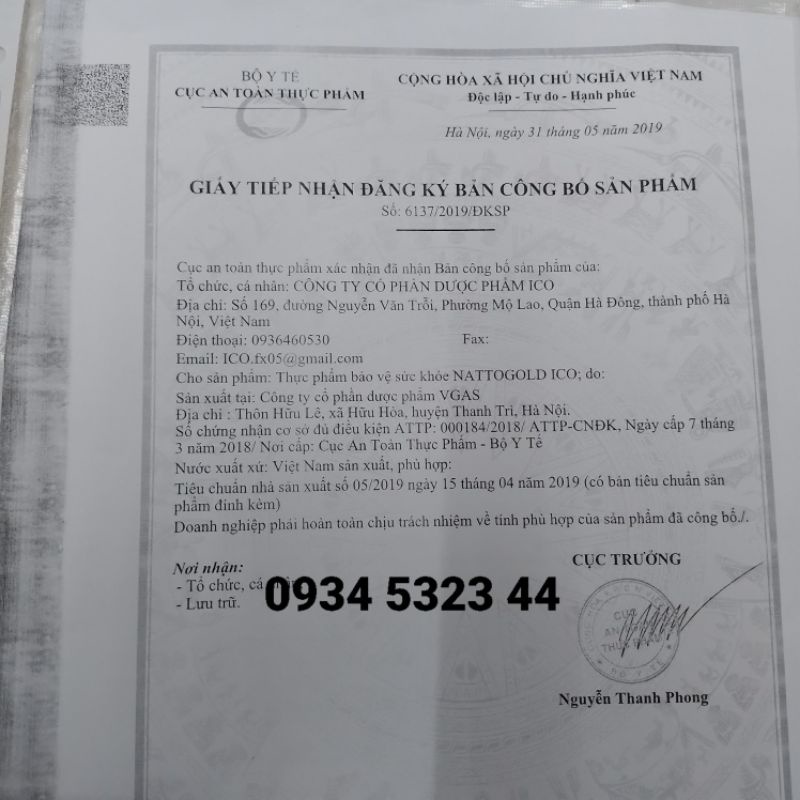 BỘ Y TẾ
CỤC AN TOÀN THỰC PHẨM
CỘNG HÒA XÃ HỘI CHỦ NGHĨA VIỆT NAM
Độc lập - Tự do - Hạnh phúc
Hà Nội, ngày 31 tháng 05 năm 2019
GIẤY TIẾP NHẬN ĐĂNG KÝ BẢN CÔNG BỐ SẢN PHẨM
Số: 6137/2019/ĐKSP
Cục an toàn thực phẩm xác nhận đã nhận Bản công bố sản phẩm của:
Tổ chức, cá nhân: CÔNG TY CỔ PHẦN DƯỢC PHẨM ICO
Địa chỉ: Số 169, đường Nguyễn Văn Trỗi, Phường Mộ Lao, Quận Hà Đông, thành phố Hà
Nội, Việt Nam
Điện thoại: 0936460530 Fax:
Email: ICO.fx05@gmail.com
Cho sản phẩm: Thực phẩm bảo vệ sức khỏe NATTOGOLD ICO; do:
Sản xuất tại: Công ty cổ phần dược phẩm VGAS
Địa chỉ : Thôn Hữu Lê, xã Hữu Hòa, huyện Thanh Trì, Hà Nội.
Số chứng nhận cơ sở đủ điều kiện ATTP: 000184/2018/ ATTP-CNĐK, Ngày cấp 7 tháng
3 năm 2018/ Nơi cấp: Cục An Toàn Thực Phẩm - Bộ Y Tế
Nước xuất xứ: Việt Nam sản xuất, phù hợp:
Tiêu chuẩn nhà sản xuất số 05/2019 ngày 15 tháng 04 năm 2019 (có bản tiêu chuẩn sản
phẩm đính kèm)
Doanh nghiệp phải hoàn toàn chịu trách nhiệm về tính phù hợp của sản phẩm đã công bố./.
Nơi nhận:
- Tổ chức, cá
- Lưu trữ.
0934 5323 44
CỤC TRƯỞNG
CỤC
AN
THỰC PHẨM
BỘ Y TẾ
Nguyễn Thanh Phong